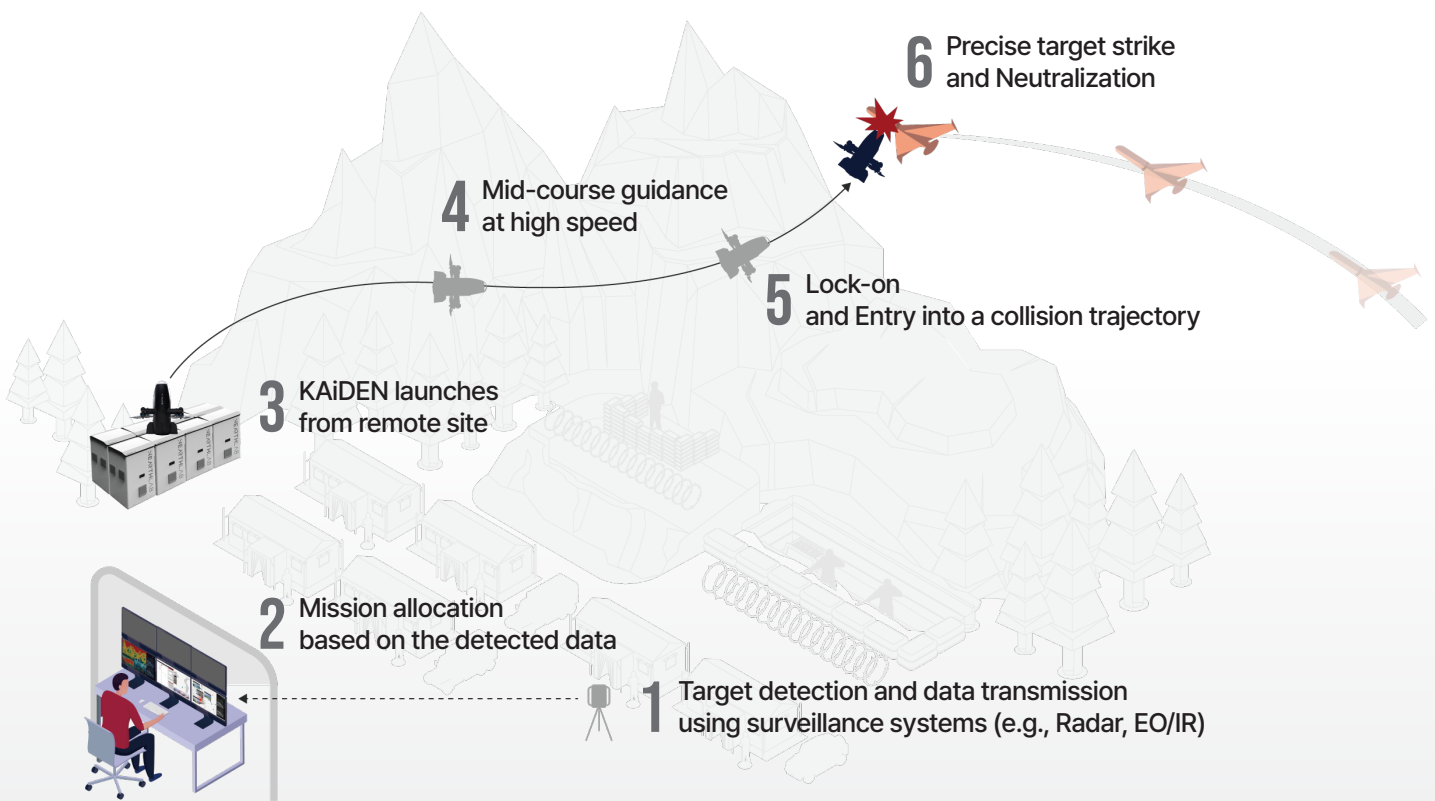 6
Precise target strike
and Neutralization
4
Mid-course guidance
at high speed
5
Lock-on
and Entry into a collision trajectory
3
KAiDEN launches
from remote site
2
Mission allocation
based on the detected data
1
Target detection and data transmission
using surveillance systems (e.g., Radar, EO/IR)